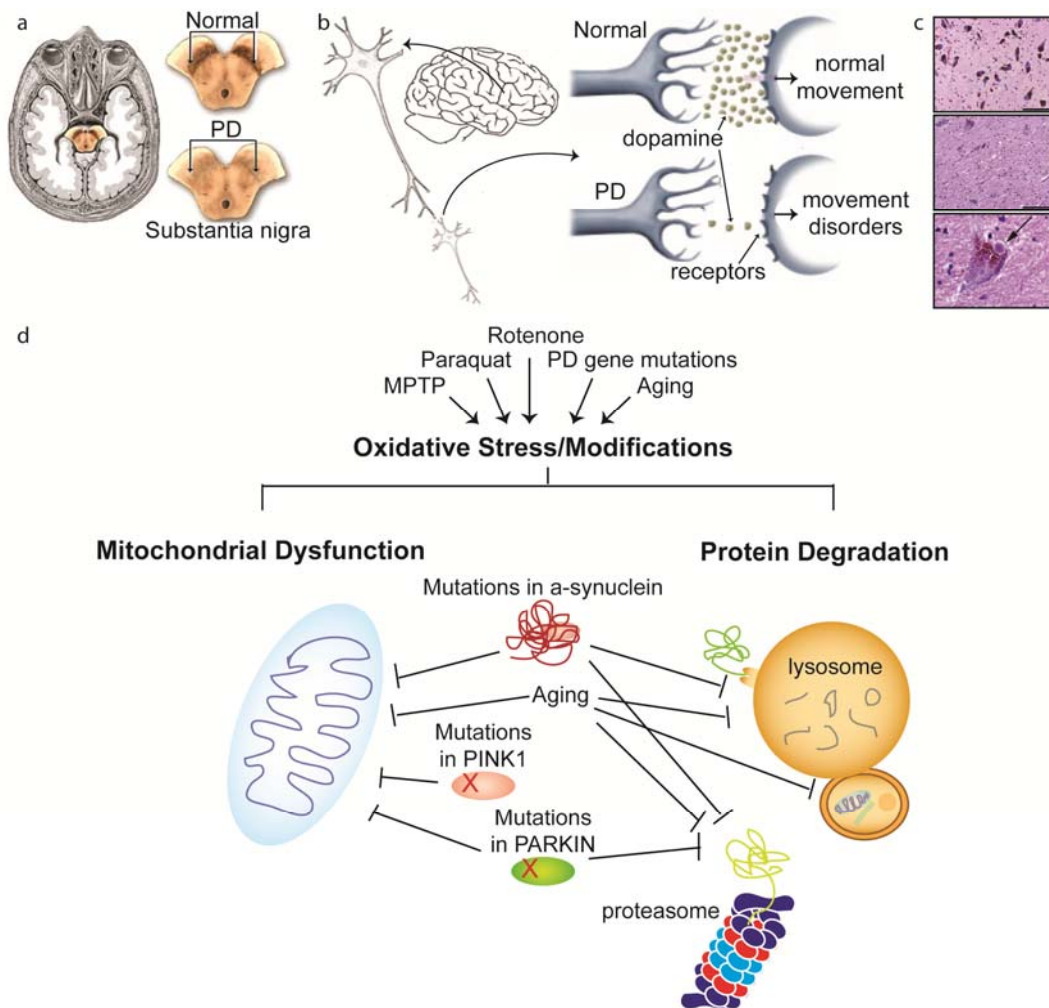 a
Normal
PD
Substantia nigra
b
Normal
normal
movement
dopamine
PD
movement
disorders
receptors
c
d
Rotenone
Paraquat
PD gene mutations
MPTP
Aging
Oxidative Stress/Modifications
Mitochondrial Dysfunction
Protein Degradation
Mutations in a-synuclein
lysosome
Aging
Mutations
in PINK1
X
Mutations
in PARKIN
X
proteasome